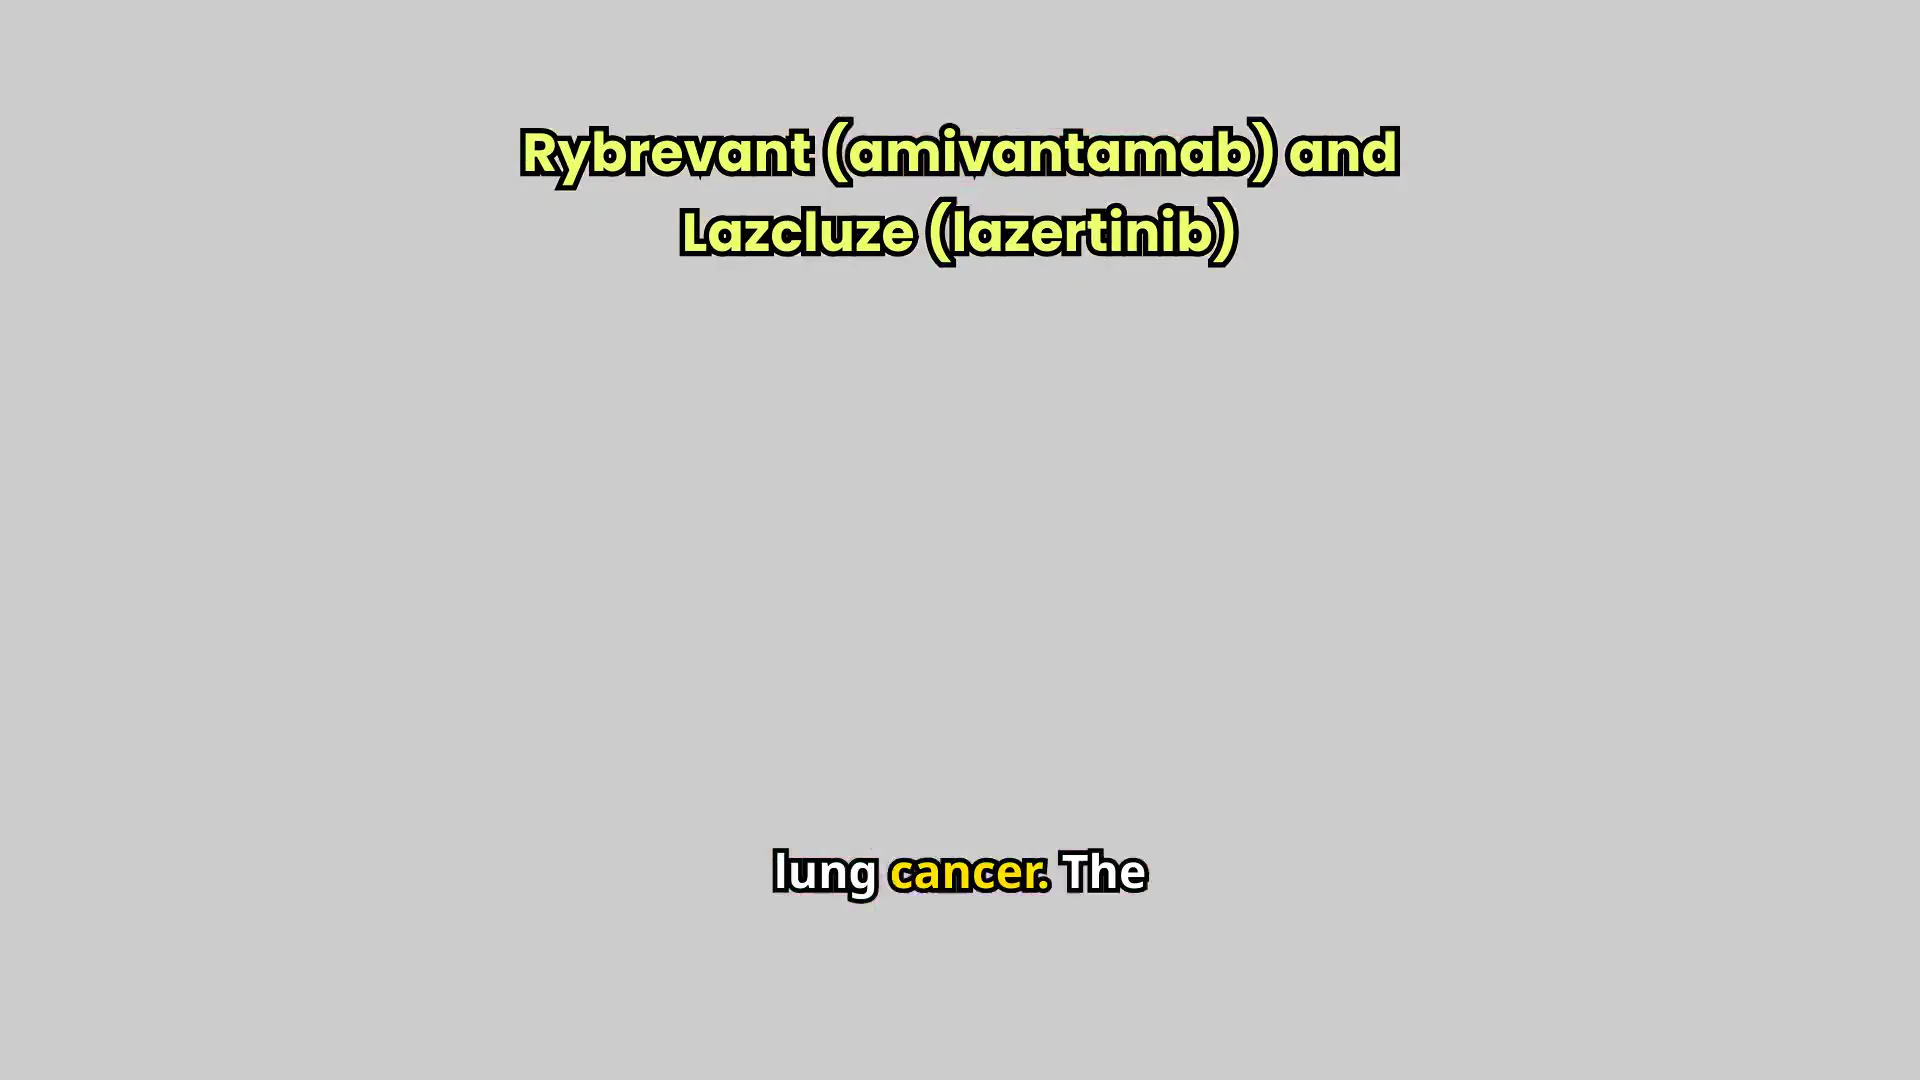 Rybrevant (amivantamab) and
Lazcluze (lazertinib)
lung cancer. The